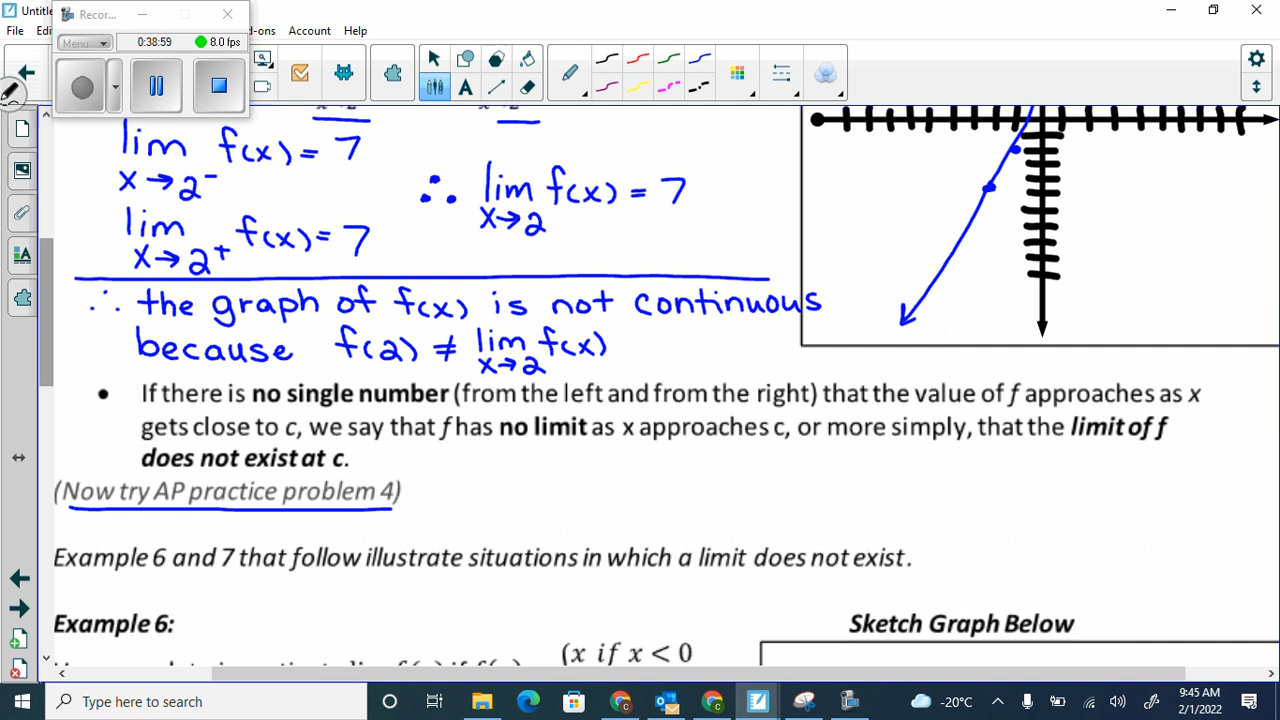 Untitle
Recor...
File
Ed
d-ons
Account
Help
Menu
0:38:59
8.0 fps
lim f(x) = 7
x→2⁻
∴ lim f(x) = 7
x→2
lim f(x) = 7
x→2⁺
∴ the graph of f(x) is not continuous
because f(2) ≠ lim f(x)
x→2
• If there is no single number (from the left and from the right) that the value of f approaches as x
gets close to c, we say that f has no limit as x approaches c, or more simply, that the limit of f
does not exist at c.
(Now try AP practice problem 4)
Example 6 and 7 that follow illustrate situations in which a limit does not exist.
Example 6:
Sketch Graph Below
(x if x < 0
Type here to search
-20°C
9:45 AM
2/1/2022